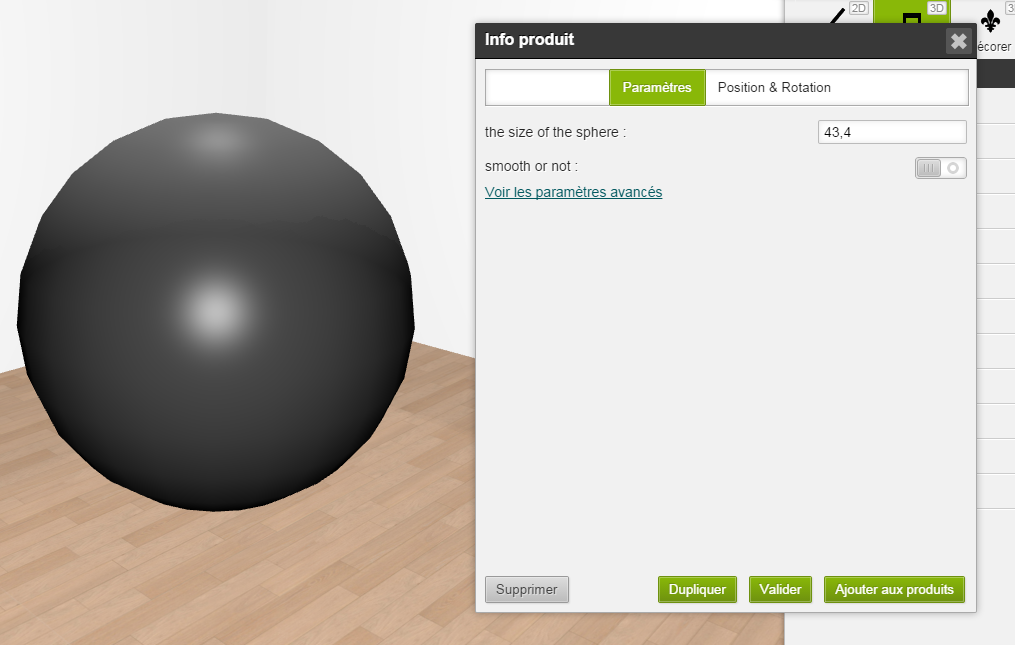 2D
3D
3
écorer
Info produit
Paramètres
Position & Rotation
the size of the sphere :
43,4
smooth or not :
Voir les paramètres avancés
Supprimer
Dupliquer
Valider
Ajouter aux produits